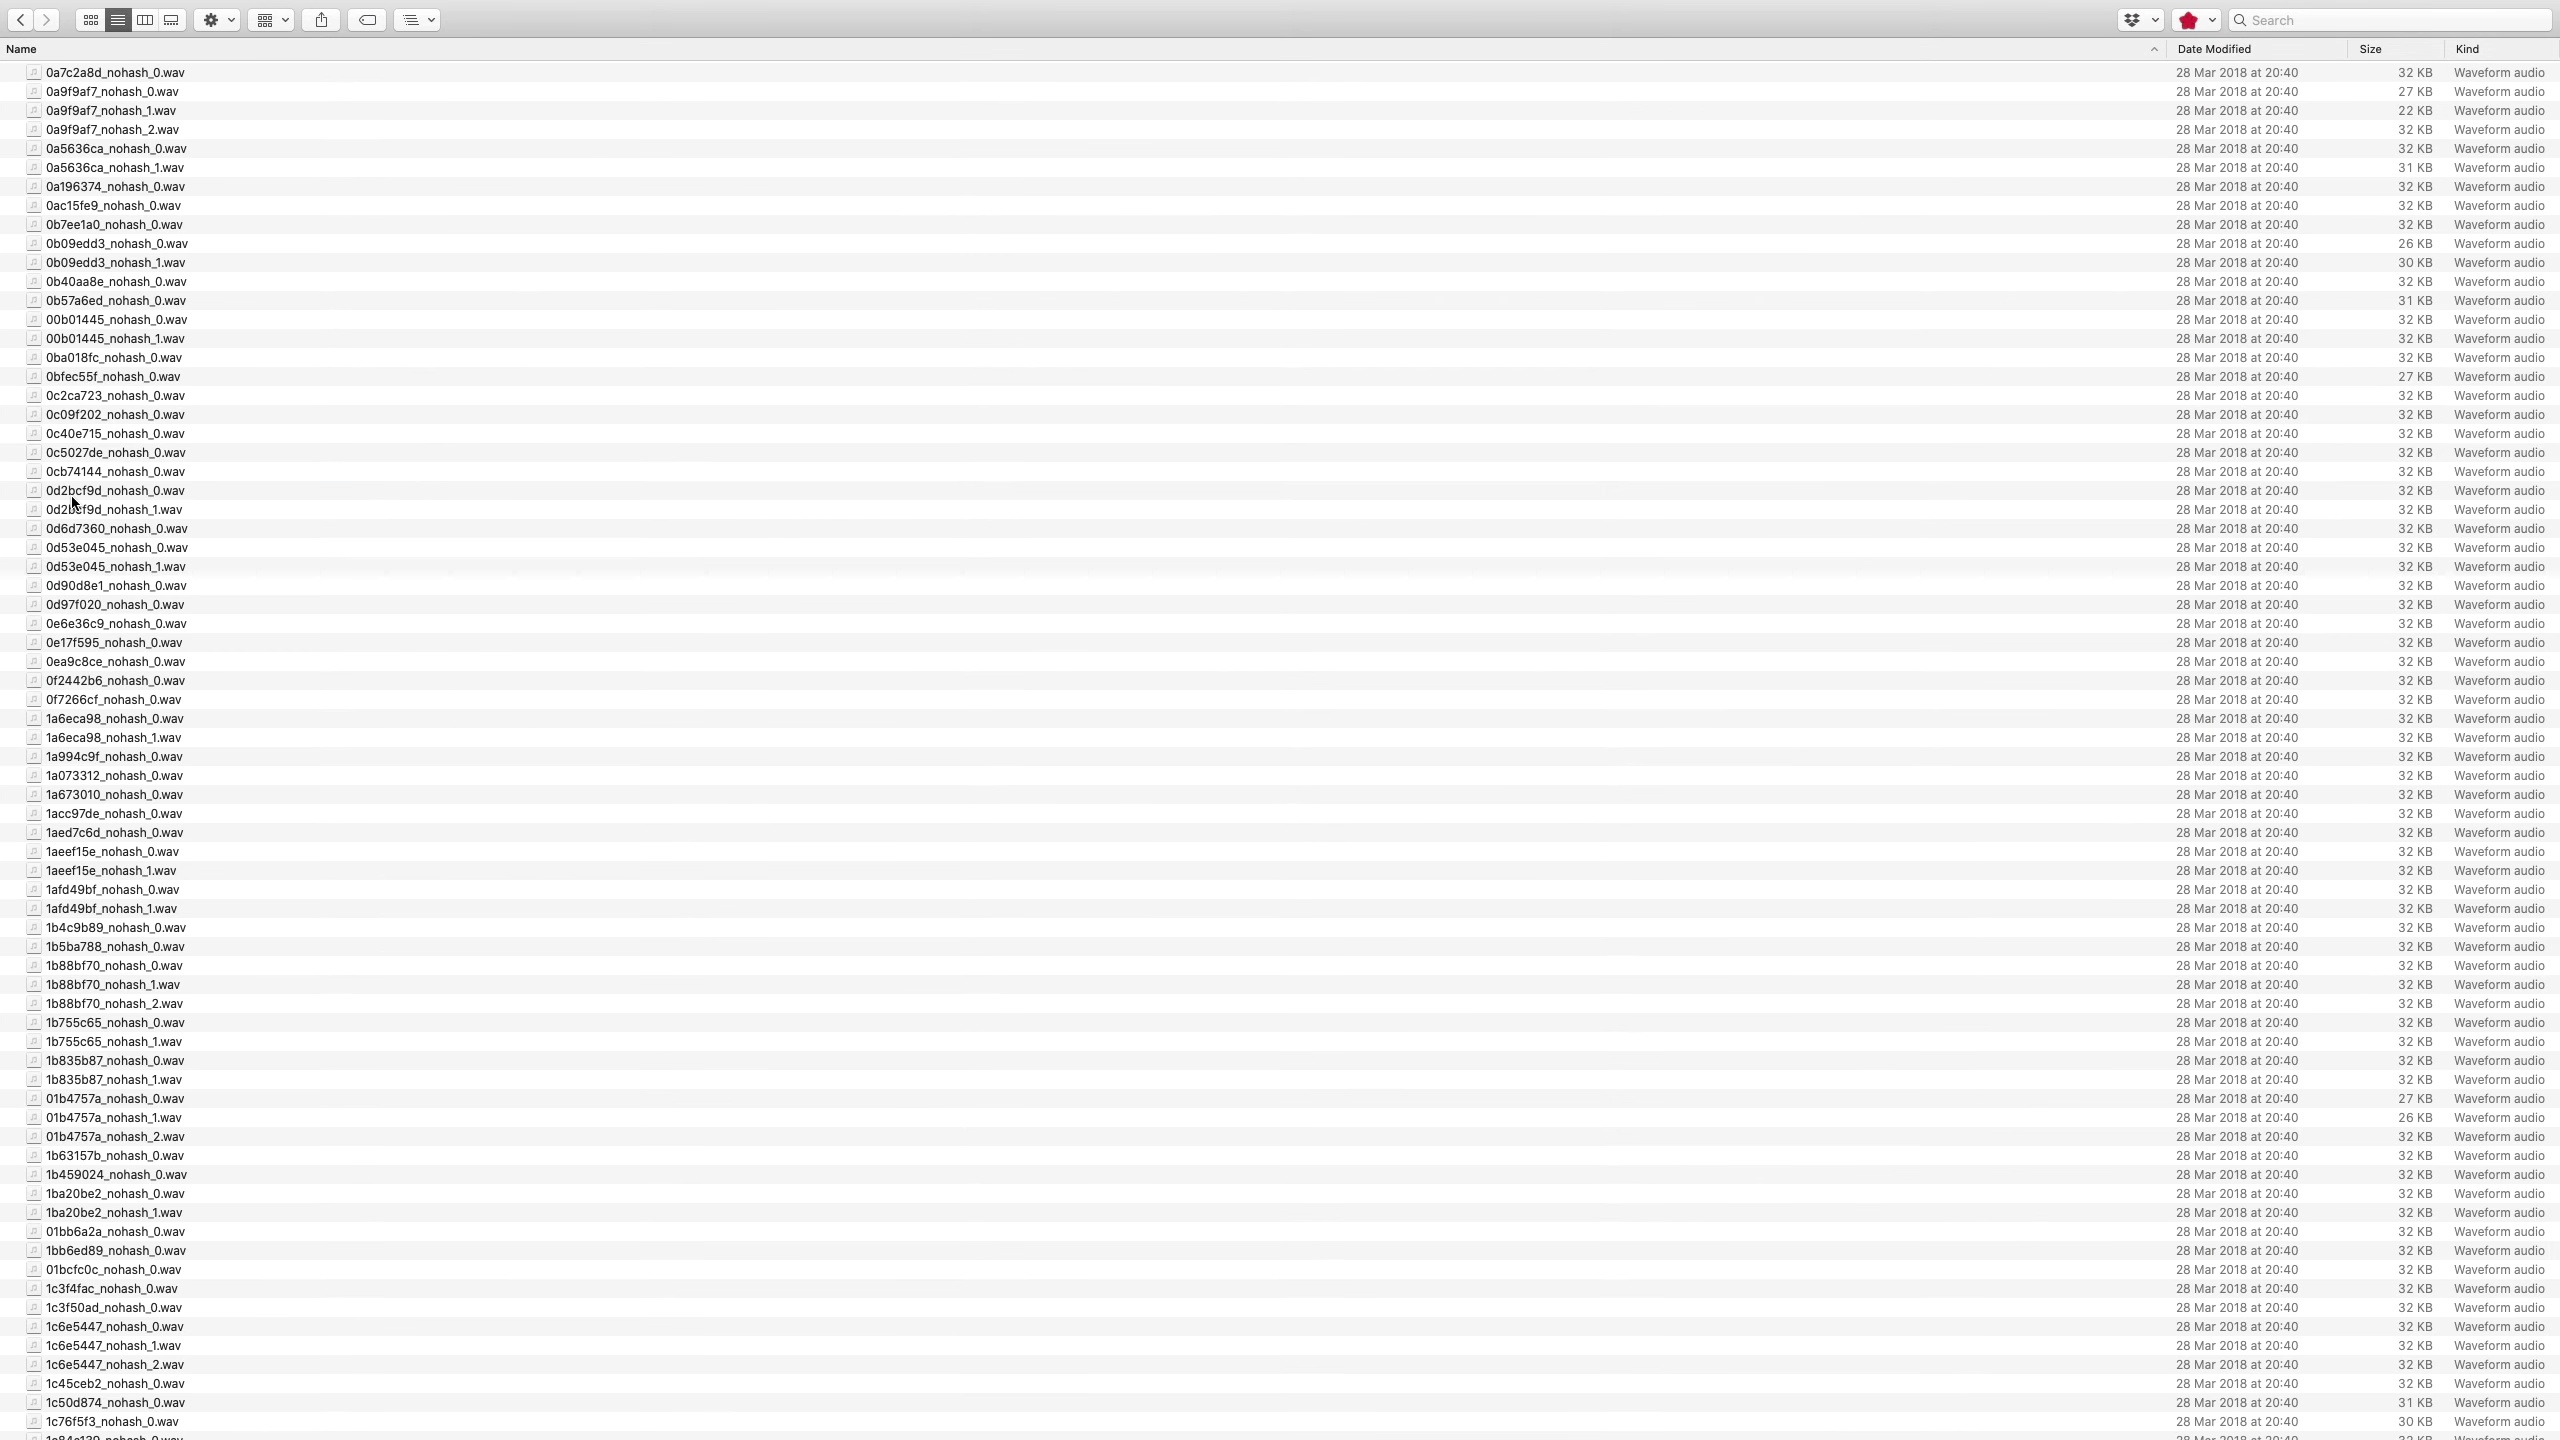 Search
Name Date Modified Size Kind
0a7c2a8d_nohash_0.wav 28 Mar 2018 at 20:40 32 KB Waveform audio
0a9f9af7_nohash_0.wav 28 Mar 2018 at 20:40 27 KB Waveform audio
0a9f9af7_nohash_1.wav 28 Mar 2018 at 20:40 22 KB Waveform audio
0a9f9af7_nohash_2.wav 28 Mar 2018 at 20:40 32 KB Waveform audio
0a5636ca_nohash_0.wav 28 Mar 2018 at 20:40 32 KB Waveform audio
0a5636ca_nohash_1.wav 28 Mar 2018 at 20:40 31 KB Waveform audio
0a196374_nohash_0.wav 28 Mar 2018 at 20:40 32 KB Waveform audio
0ac15fe9_nohash_0.wav 28 Mar 2018 at 20:40 32 KB Waveform audio
0b7ee1a0_nohash_0.wav 28 Mar 2018 at 20:40 32 KB Waveform audio
0b09edd3_nohash_0.wav 28 Mar 2018 at 20:40 26 KB Waveform audio
0b09edd3_nohash_1.wav 28 Mar 2018 at 20:40 30 KB Waveform audio
0b40aa8e_nohash_0.wav 28 Mar 2018 at 20:40 32 KB Waveform audio
0b57a6ed_nohash_0.wav 28 Mar 2018 at 20:40 31 KB Waveform audio
00b01445_nohash_0.wav 28 Mar 2018 at 20:40 32 KB Waveform audio
00b01445_nohash_1.wav 28 Mar 2018 at 20:40 32 KB Waveform audio
0ba018fc_nohash_0.wav 28 Mar 2018 at 20:40 32 KB Waveform audio
0bfec55f_nohash_0.wav 28 Mar 2018 at 20:40 27 KB Waveform audio
0c2ca723_nohash_0.wav 28 Mar 2018 at 20:40 32 KB Waveform audio
0c09f202_nohash_0.wav 28 Mar 2018 at 20:40 32 KB Waveform audio
0c40e715_nohash_0.wav 28 Mar 2018 at 20:40 32 KB Waveform audio
0c5027de_nohash_0.wav 28 Mar 2018 at 20:40 32 KB Waveform audio
0cb74144_nohash_0.wav 28 Mar 2018 at 20:40 32 KB Waveform audio
0d2bcf9d_nohash_0.wav 28 Mar 2018 at 20:40 32 KB Waveform audio
0d2bcf9d_nohash_1.wav 28 Mar 2018 at 20:40 32 KB Waveform audio
0d6d7360_nohash_0.wav 28 Mar 2018 at 20:40 32 KB Waveform audio
0d53e045_nohash_0.wav 28 Mar 2018 at 20:40 32 KB Waveform audio
0d53e045_nohash_1.wav 28 Mar 2018 at 20:40 32 KB Waveform audio
0d90d8e1_nohash_0.wav 28 Mar 2018 at 20:40 32 KB Waveform audio
0d97f020_nohash_0.wav 28 Mar 2018 at 20:40 32 KB Waveform audio
0e6e36c9_nohash_0.wav 28 Mar 2018 at 20:40 32 KB Waveform audio
0e17f595_nohash_0.wav 28 Mar 2018 at 20:40 32 KB Waveform audio
0ea9c8ce_nohash_0.wav 28 Mar 2018 at 20:40 32 KB Waveform audio
0f2442b6_nohash_0.wav 28 Mar 2018 at 20:40 32 KB Waveform audio
0f7266cf_nohash_0.wav 28 Mar 2018 at 20:40 32 KB Waveform audio
1a6eca98_nohash_0.wav 28 Mar 2018 at 20:40 32 KB Waveform audio
1a6eca98_nohash_1.wav 28 Mar 2018 at 20:40 32 KB Waveform audio
1a994c9f_nohash_0.wav 28 Mar 2018 at 20:40 32 KB Waveform audio
1a073312_nohash_0.wav 28 Mar 2018 at 20:40 32 KB Waveform audio
1a673010_nohash_0.wav 28 Mar 2018 at 20:40 32 KB Waveform audio
1acc97de_nohash_0.wav 28 Mar 2018 at 20:40 32 KB Waveform audio
1aed7c6d_nohash_0.wav 28 Mar 2018 at 20:40 32 KB Waveform audio
1aeef15e_nohash_0.wav 28 Mar 2018 at 20:40 32 KB Waveform audio
1aeef15e_nohash_1.wav 28 Mar 2018 at 20:40 32 KB Waveform audio
1afd49bf_nohash_0.wav 28 Mar 2018 at 20:40 32 KB Waveform audio
1afd49bf_nohash_1.wav 28 Mar 2018 at 20:40 32 KB Waveform audio
1b4c9b89_nohash_0.wav 28 Mar 2018 at 20:40 32 KB Waveform audio
1b5ba788_nohash_0.wav 28 Mar 2018 at 20:40 32 KB Waveform audio
1b88bf70_nohash_0.wav 28 Mar 2018 at 20:40 32 KB Waveform audio
1b88bf70_nohash_1.wav 28 Mar 2018 at 20:40 32 KB Waveform audio
1b88bf70_nohash_2.wav 28 Mar 2018 at 20:40 32 KB Waveform audio
1b755c65_nohash_0.wav 28 Mar 2018 at 20:40 32 KB Waveform audio
1b755c65_nohash_1.wav 28 Mar 2018 at 20:40 32 KB Waveform audio
1b835b87_nohash_0.wav 28 Mar 2018 at 20:40 32 KB Waveform audio
1b835b87_nohash_1.wav 28 Mar 2018 at 20:40 32 KB Waveform audio
01b4757a_nohash_0.wav 28 Mar 2018 at 20:40 27 KB Waveform audio
01b4757a_nohash_1.wav 28 Mar 2018 at 20:40 26 KB Waveform audio
01b4757a_nohash_2.wav 28 Mar 2018 at 20:40 32 KB Waveform audio
1b63157b_nohash_0.wav 28 Mar 2018 at 20:40 32 KB Waveform audio
1b459024_nohash_0.wav 28 Mar 2018 at 20:40 32 KB Waveform audio
1ba20be2_nohash_0.wav 28 Mar 2018 at 20:40 32 KB Waveform audio
1ba20be2_nohash_1.wav 28 Mar 2018 at 20:40 32 KB Waveform audio
01bb6a2a_nohash_0.wav 28 Mar 2018 at 20:40 32 KB Waveform audio
1bb6ed89_nohash_0.wav 28 Mar 2018 at 20:40 32 KB Waveform audio
01bcfc0c_nohash_0.wav 28 Mar 2018 at 20:40 32 KB Waveform audio
1c3f4fac_nohash_0.wav 28 Mar 2018 at 20:40 32 KB Waveform audio
1c3f50ad_nohash_0.wav 28 Mar 2018 at 20:40 32 KB Waveform audio
1c6e5447_nohash_0.wav 28 Mar 2018 at 20:40 32 KB Waveform audio
1c6e5447_nohash_1.wav 28 Mar 2018 at 20:40 32 KB Waveform audio
1c6e5447_nohash_2.wav 28 Mar 2018 at 20:40 32 KB Waveform audio
1c45ceb2_nohash_0.wav 28 Mar 2018 at 20:40 32 KB Waveform audio
1c50d874_nohash_0.wav 28 Mar 2018 at 20:40 31 KB Waveform audio
1c76f5f3_nohash_0.wav 28 Mar 2018 at 20:40 30 KB Waveform audio